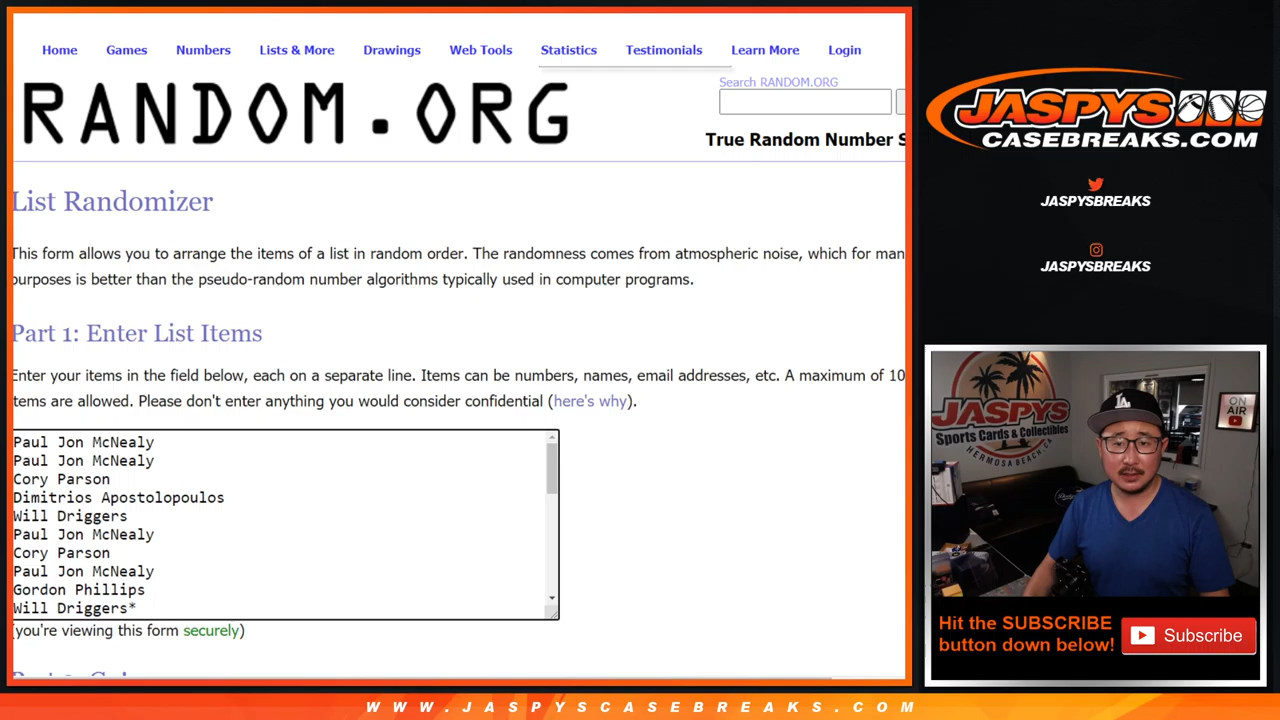 Home Games Numbers Lists & More Drawings Web Tools Statistics Testimonials Learn More Login
Search RANDOM.ORG
RANDOM.ORG
True Random Number S
List Randomizer
This form allows you to arrange the items of a list in random order. The randomness comes from atmospheric noise, which for man
purposes is better than the pseudo-random number algorithms typically used in computer programs.
Part 1: Enter List Items
Enter your items in the field below, each on a separate line. Items can be numbers, names, email addresses, etc. A maximum of 10
items are allowed. Please don't enter anything you would consider confidential (here's why).
Paul Jon McNealy
Paul Jon McNealy
Cory Parson
Dimitrios Apostolopoulos
Will Driggers
Paul Jon McNealy
Cory Parson
Paul Jon McNealy
Gordon Phillips
Will Driggers*
(you're viewing this form securely)
JASPYS
CASEBREAKS.COM
JASPYSBREAKS
JASPYSBREAKS
JASPYS
Sports Cards & Collectibles
HERMOSA BEACH, CA
ON
AIR
LA
Hit the SUBSCRIBE
button down below!
Subscribe
WWW.JASPYSCASEBREAKS.COM